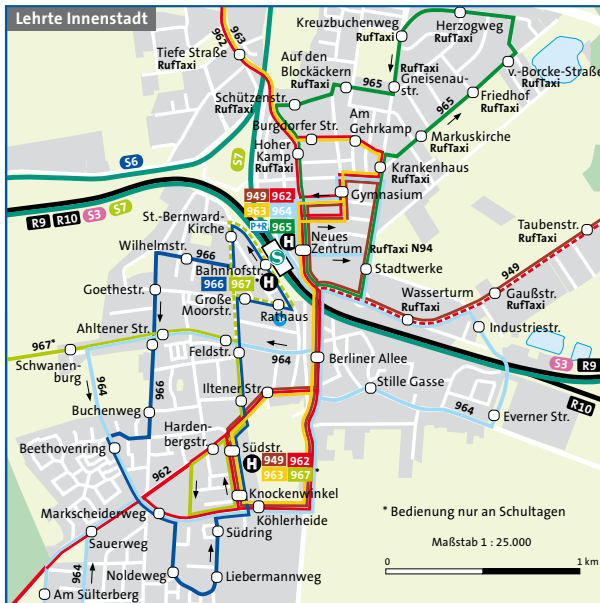 Lehrte Innenstadt
Kreuzbuchenweg
RufTaxi
Herzogweg
RufTaxi
962
963
Tiefe Straße
RufTaxi
Auf den
Blockäckern
RufTaxi
965
Gneisenau-
str.
RufTaxi
v.-Borcke-Straße
RufTaxi
Friedhof
RufTaxi
965
Schützenstr.
RufTaxi
Burgdorfer Str.
Am
Gehrkamp
Markuskirche
RufTaxi
Hoher
Kamp
RufTaxi
Krankenhaus
RufTaxi
S6
S7
949 962
963 964
P+R 965
Gymnasium
R9 R10 S3 S7
St.-Bernward-
Kirche
H
Neues
Zentrum
RufTaxi N94
Taubenstr.
RufTaxi
Wilhelmstr.
966
S
Bahnhofstr.
966 967*
H
Stadtwerke
949
Goethestr.
Große
Moorstr.
Rathaus
Wasserturm
RufTaxi
Gaußstr.
RufTaxi
Ahltener Str.
Industriestr.
967*
Schwanen-
burg
Feldstr.
964
Berliner Allee
S3 R9
R10
964
966
Iltener Str.
Stille Gasse
964
Everner Str.
Buchenweg
Harden-
bergstr.
Beethovenring
Südstr.
H
949 962
963 967*
962
Knockenwinkel
Köhlerheide
Markscheiderweg
* Bedienung nur an Schultagen
Sauerweg
Südring
Maßstab 1 : 25.000
964
Noldeweg
Liebermannweg
0 1 km
Am Sülterberg